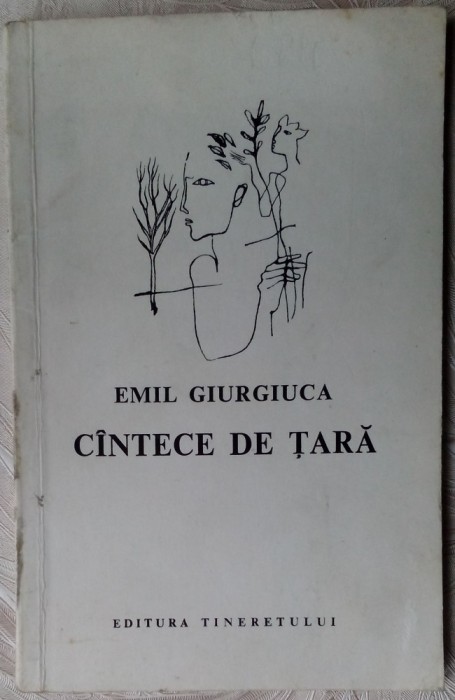 EMIL GIURGIUCA
CÎNTECE DE ȚARĂ
EDITURA TINERETULUI